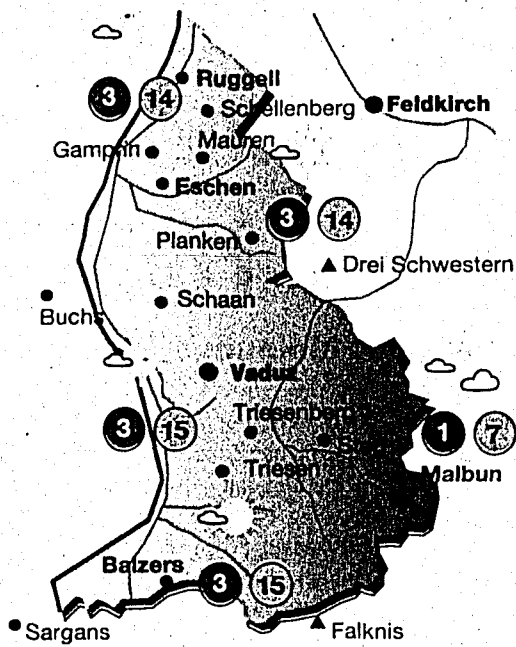 Ruggell
3 14
Schellenberg
Feldkirch
Gamprin
Mauren
Eschen
3 14
Planken
Drei Schwestern
Buchs
Schaan
Vaduz
3 15
Triesenberg
1 7
Triesen
Malbun
Balzers
3 15
Sargans
Falknis